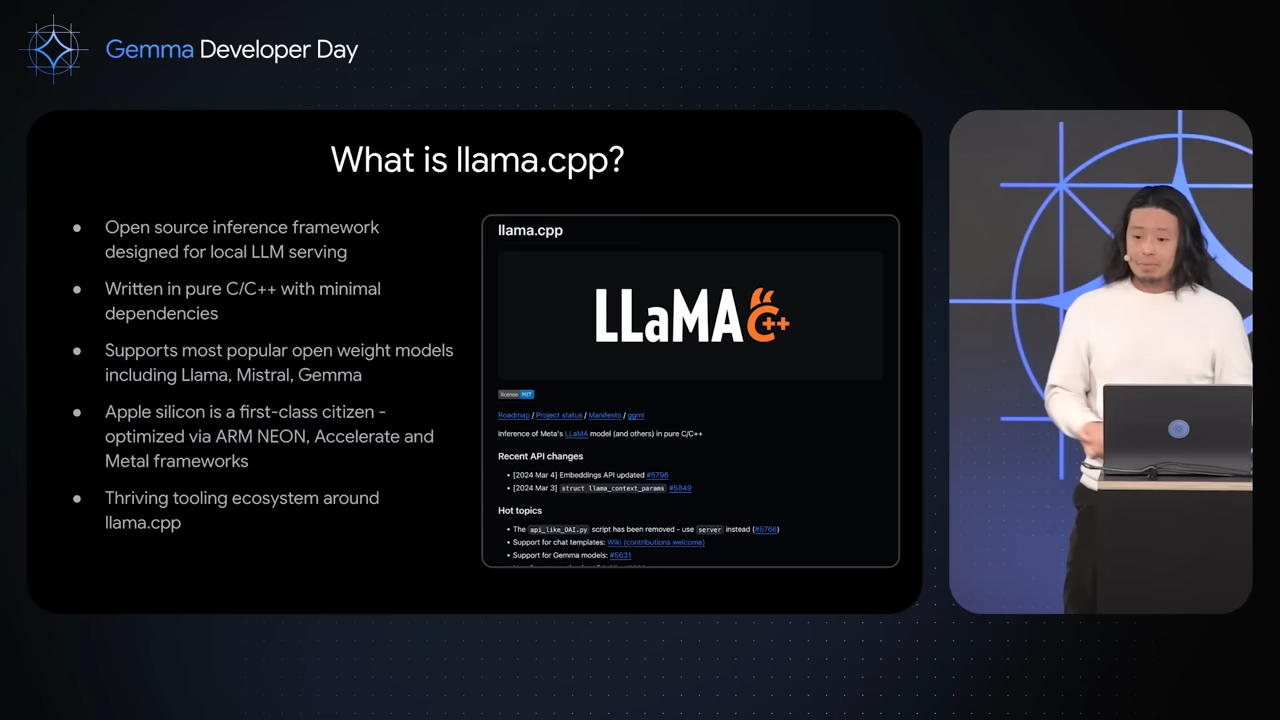 Gemma Developer Day
What is llama.cpp?
● Open source inference framework
designed for local LLM serving
● Written in pure C/C++ with minimal
dependencies
● Supports most popular open weight models
including Llama, Mistral, Gemma
● Apple silicon is a first-class citizen -
optimized via ARM NEON, Accelerate and
Metal frameworks
● Thriving tooling ecosystem around
llama.cpp
llama.cpp
LLaMA C++
license MIT
Roadmap / Project status / Manifesto / ggml
Inference of Meta's LLaMA model (and others) in pure C/C++
Recent API changes
• [2024 Mar 4] Embeddings API updated #5796
• [2024 Mar 3] struct llama_context_params #5849
Hot topics
• The api_like_OAI.py script has been removed - use server instead (#5766)
• Support for chat templates: Wiki (contributions welcome)
• Support for Gemma models: #5631